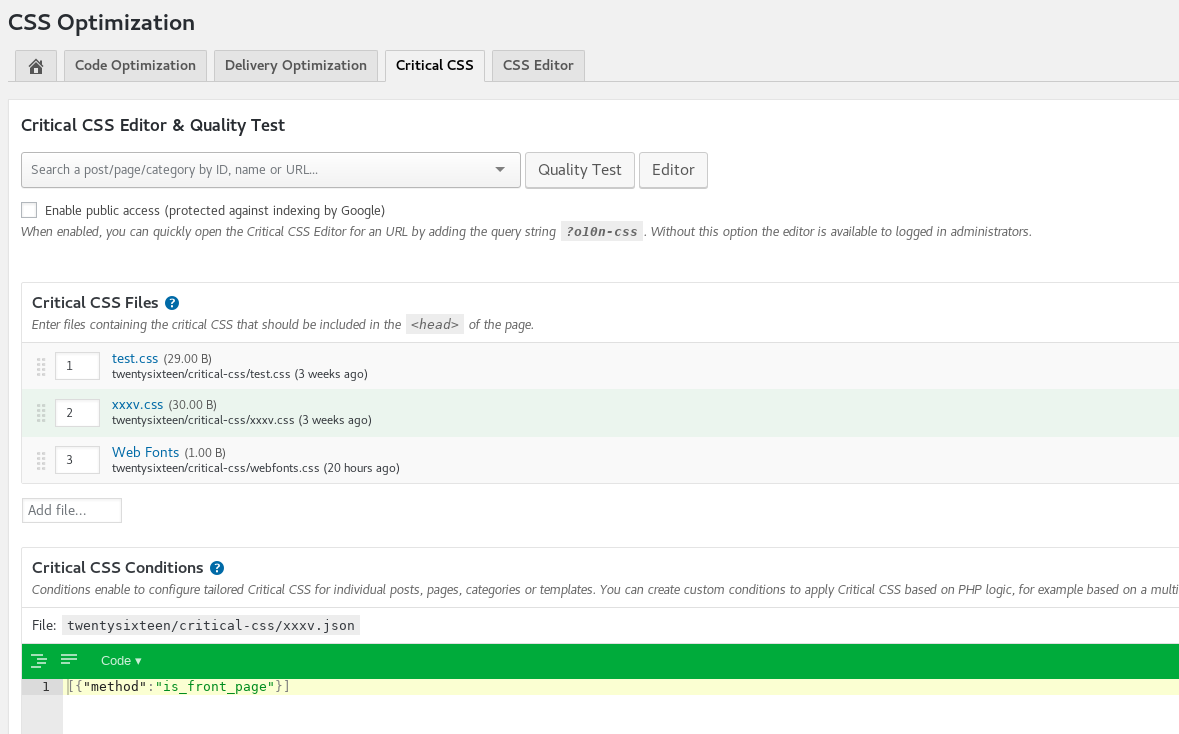 CSS Optimization
Code Optimization
Delivery Optimization
Critical CSS
CSS Editor
Critical CSS Editor & Quality Test
Search a post/page/category by ID, name or URL...
Quality Test
Editor
Enable public access (protected against indexing by Google)
When enabled, you can quickly open the Critical CSS Editor for an URL by adding the query string ?o10n-css . Without this option the editor is available to logged in administrators.
Critical CSS Files ?
Enter files containing the critical CSS that should be included in the <head> of the page.
1
test.css (29.00 B)
twentysixteen/critical-css/test.css (3 weeks ago)
2
xxxv.css (30.00 B)
twentysixteen/critical-css/xxxv.css (3 weeks ago)
3
Web Fonts (1.00 B)
twentysixteen/critical-css/webfonts.css (20 hours ago)
Add file...
Critical CSS Conditions ?
Conditions enable to configure tailored Critical CSS for individual posts, pages, categories or templates. You can create custom conditions to apply Critical CSS based on PHP logic, for example based on a multi
File: twentysixteen/critical-css/xxxv.json
Code ▾
1 [{"method":"is_front_page"}]